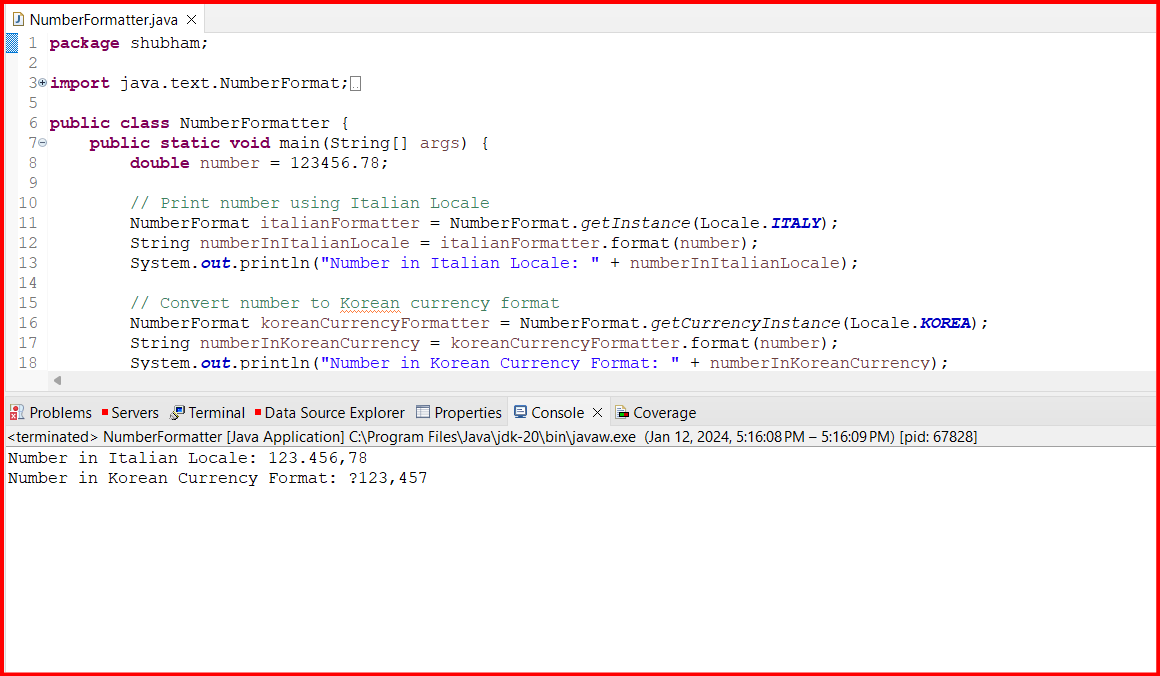 NumberFormatter.java
1 package shubham;
2
3 import java.text.NumberFormat;
5
6 public class NumberFormatter {
7 public static void main(String[] args) {
8 double number = 123456.78;
9
10 // Print number using Italian Locale
11 NumberFormat italianFormatter = NumberFormat.getInstance(Locale.ITALY);
12 String numberInItalianLocale = italianFormatter.format(number);
13 System.out.println("Number in Italian Locale: " + numberInItalianLocale);
14
15 // Convert number to Korean currency format
16 NumberFormat koreanCurrencyFormatter = NumberFormat.getCurrencyInstance(Locale.KOREA);
17 String numberInKoreanCurrency = koreanCurrencyFormatter.format(number);
18 System.out.println("Number in Korean Currency Format: " + numberInKoreanCurrency);
Problems Servers Terminal Data Source Explorer Properties Console Coverage
<terminated> NumberFormatter [Java Application] C:\Program Files\Java\jdk-20\bin\javaw.exe (Jan 12, 2024, 5:16:08 PM – 5:16:09 PM) [pid: 67828]
Number in Italian Locale: 123.456,78
Number in Korean Currency Format: ?123,457